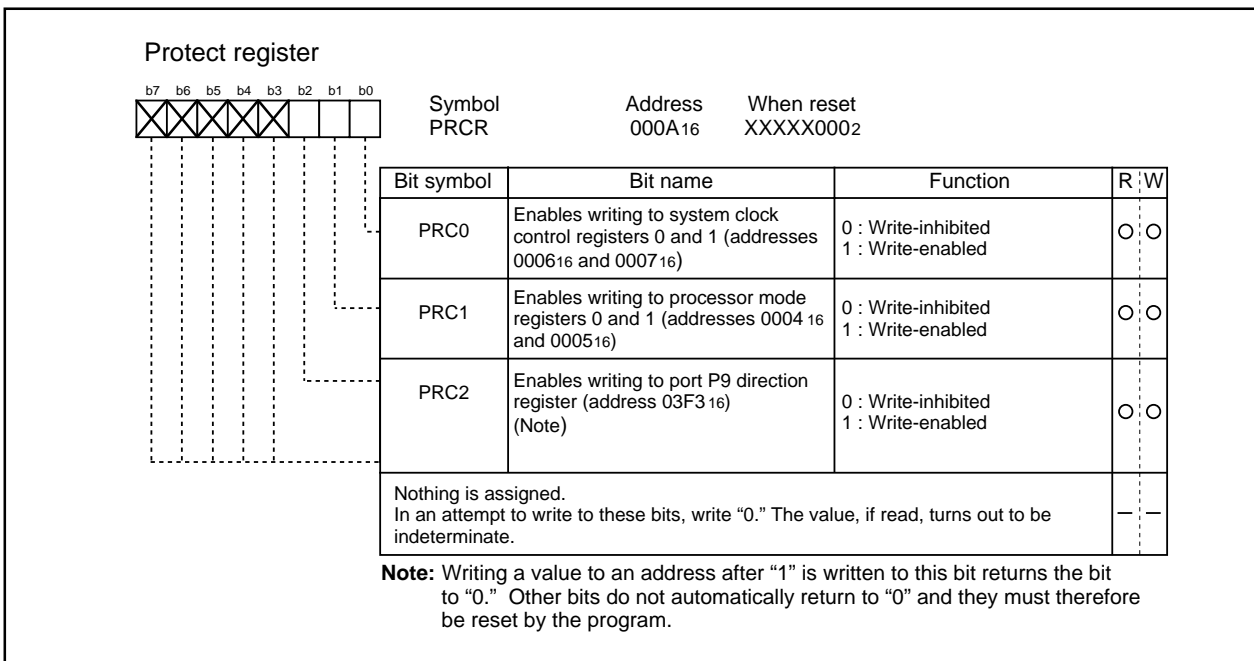 Protect register
b7 b6 b5 b4 b3 b2 b1 b0
Symbol Address When reset
PRCR 000A16 XXXXX0002
Bit symbol Bit name Function R W
PRC0 Enables writing to system clock
control registers 0 and 1 (addresses
000616 and 000716)
0 : Write-inhibited
1 : Write-enabled
PRC1 Enables writing to processor mode
registers 0 and 1 (addresses 0004 16
and 000516)
0 : Write-inhibited
1 : Write-enabled
PRC2 Enables writing to port P9 direction
register (address 03F3 16)
(Note)
0 : Write-inhibited
1 : Write-enabled
Nothing is assigned.
In an attempt to write to these bits, write “0.” The value, if read, turns out to be
indeterminate.
Note: Writing a value to an address after “1” is written to this bit returns the bit
to “0.” Other bits do not automatically return to “0” and they must therefore
be reset by the program.